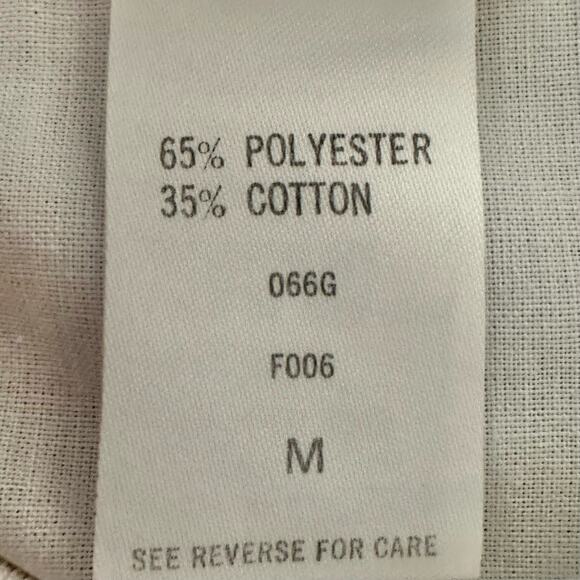 65% POLYESTER
35% COTTON
066G
F006
M
SEE REVERSE FOR CARE